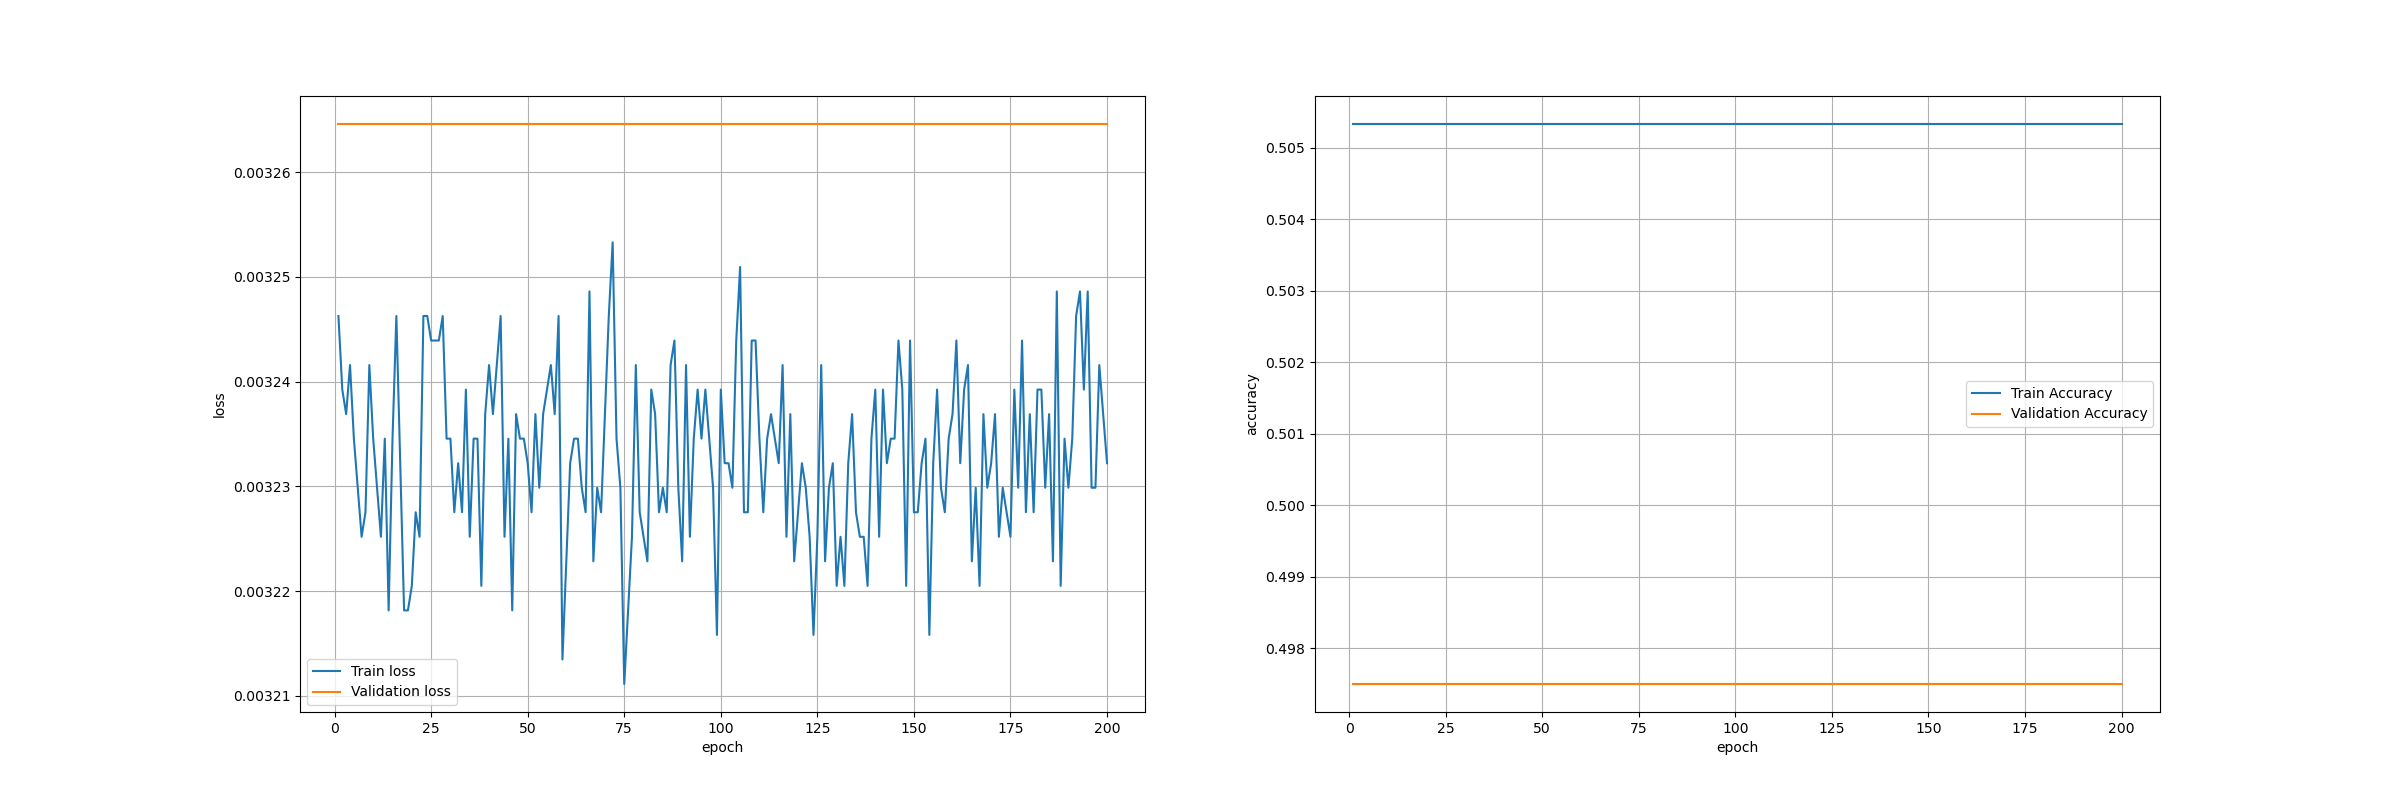 0.00326
0.00325
0.00324
0.00323
0.00322
0.00321
loss
Train loss
Validation loss
0 25 50 75 100 125 150 175 200
epoch
0.505
0.504
0.503
0.502
0.501
0.500
0.499
0.498
accuracy
Train Accuracy
Validation Accuracy
0 25 50 75 100 125 150 175 200
epoch